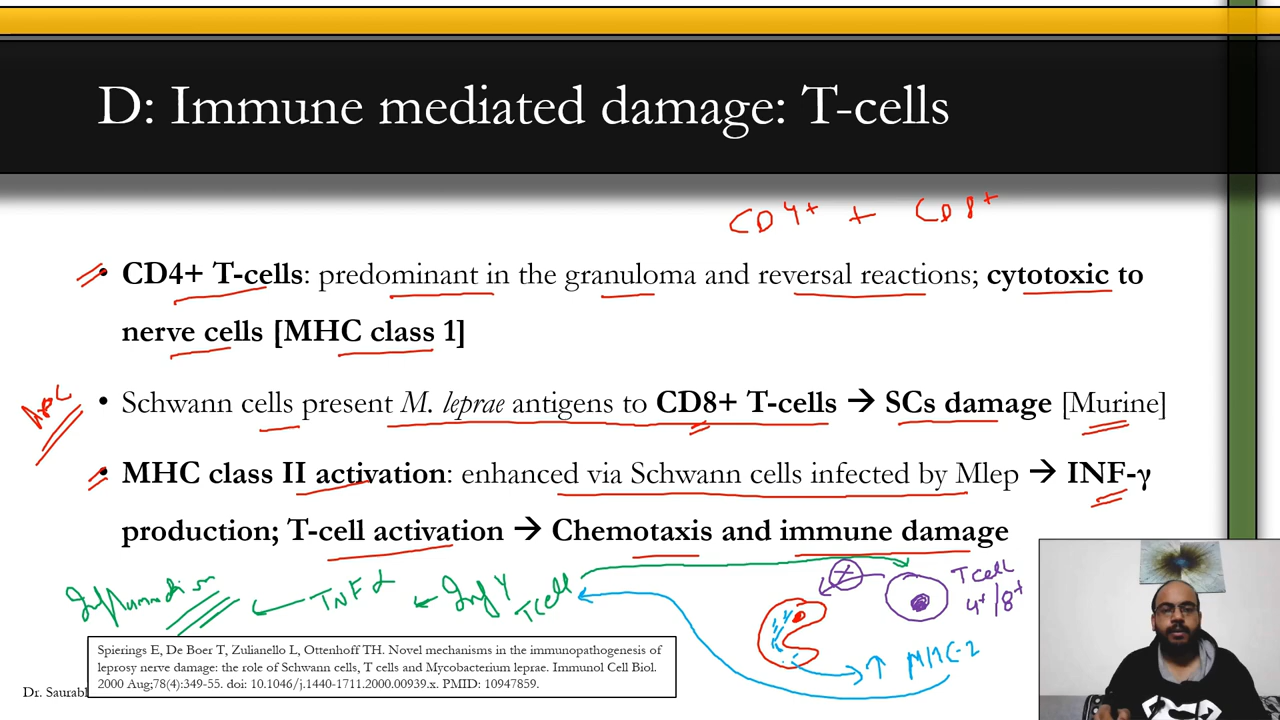 D: Immune mediated damage: T-cells
CD4+ + CD8+
• CD4+ T-cells: predominant in the granuloma and reversal reactions; cytotoxic to
nerve cells [MHC class 1]
• Schwann cells present M. leprae antigens to CD8+ T-cells → SCs damage [Murine]
• MHC class II activation: enhanced via Schwann cells infected by Mlep → INF-γ
production; T-cell activation → Chemotaxis and immune damage
Inflammation ← TNF α ← Inf γ T Cell
T Cell
4+/8+
↑ MHC-2
Spierings E, De Boer T, Zulianello L, Ottenhoff TH. Novel mechanisms in the immunopathogenesis of
leprosy nerve damage: the role of Schwann cells, T cells and Mycobacterium leprae. Immunol Cell Biol.
2000 Aug;78(4):349-55. doi: 10.1046/j.1440-1711.2000.00939.x. PMID: 10947859.
Dr. Saurab